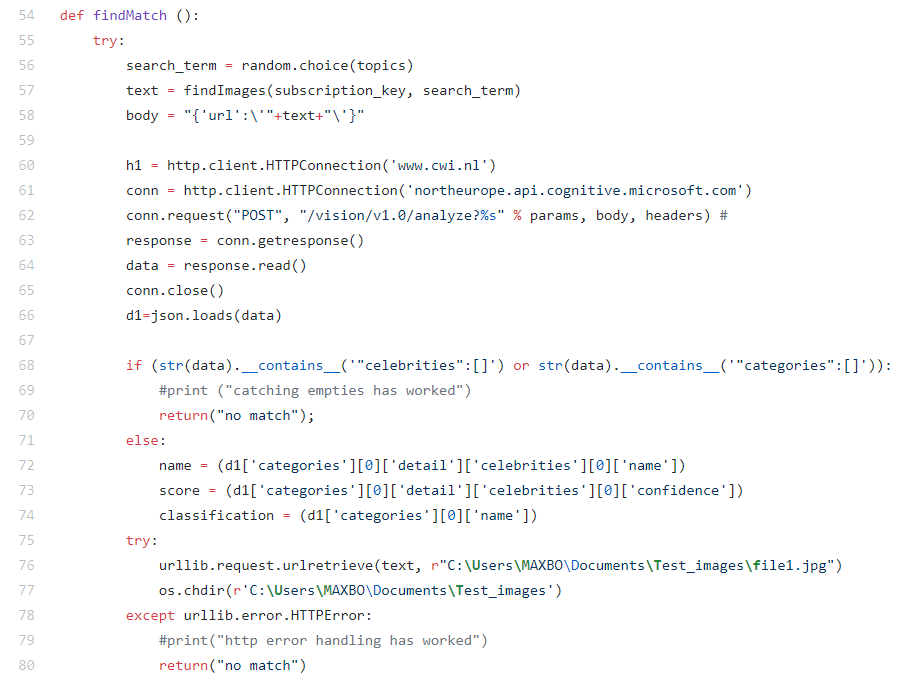 54 def findMatch ():
55 try:
56 search_term = random.choice(topics)
57 text = findImages(subscription_key, search_term)
58 body = "{'url':\'"+text+"\'}"
59
60 h1 = http.client.HTTPConnection('www.cwi.nl')
61 conn = http.client.HTTPConnection('northeurope.api.cognitive.microsoft.com')
62 conn.request("POST", "/vision/v1.0/analyze?%s" % params, body, headers) #
63 response = conn.getresponse()
64 data = response.read()
65 conn.close()
66 d1=json.loads(data)
67
68 if (str(data).__contains__('"celebrities":[]') or str(data).__contains__('"categories":[]')):
69 #print ("catching empties has worked")
70 return("no match");
71 else:
72 name = (d1['categories'][0]['detail']['celebrities'][0]['name'])
73 score = (d1['categories'][0]['detail']['celebrities'][0]['confidence'])
74 classification = (d1['categories'][0]['name'])
75 try:
76 urllib.request.urlretrieve(text, r"C:\Users\MAXBO\Documents\Test_images\file1.jpg")
77 os.chdir(r'C:\Users\MAXBO\Documents\Test_images')
78 except urllib.error.HTTPError:
79 #print("http error handling has worked")
80 return("no match")